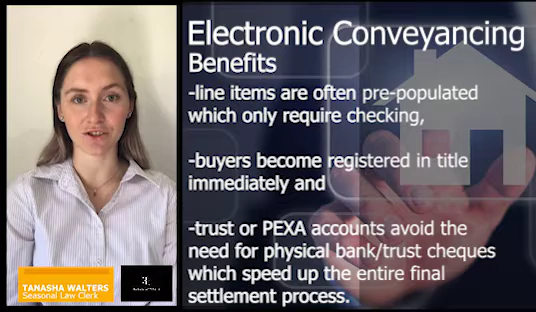 Electronic Conveyancing
Benefits
-line items are often pre-populated
which only require checking,
-buyers become registered in title
immediately and
-trust or PEXA accounts avoid the
need for physical bank/trust cheques
which speed up the entire final
settlement process.
TANASHA WALTERS
Seasonal Law Clerk